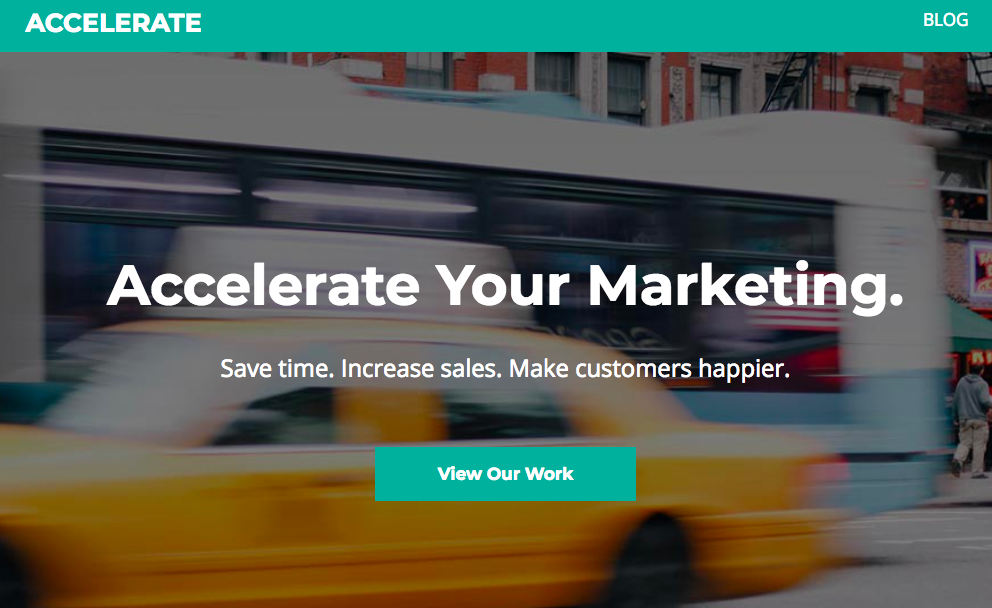 ACCELERATE
BLOG
Accelerate Your Marketing.
Save time. Increase sales. Make customers happier.
View Our Work